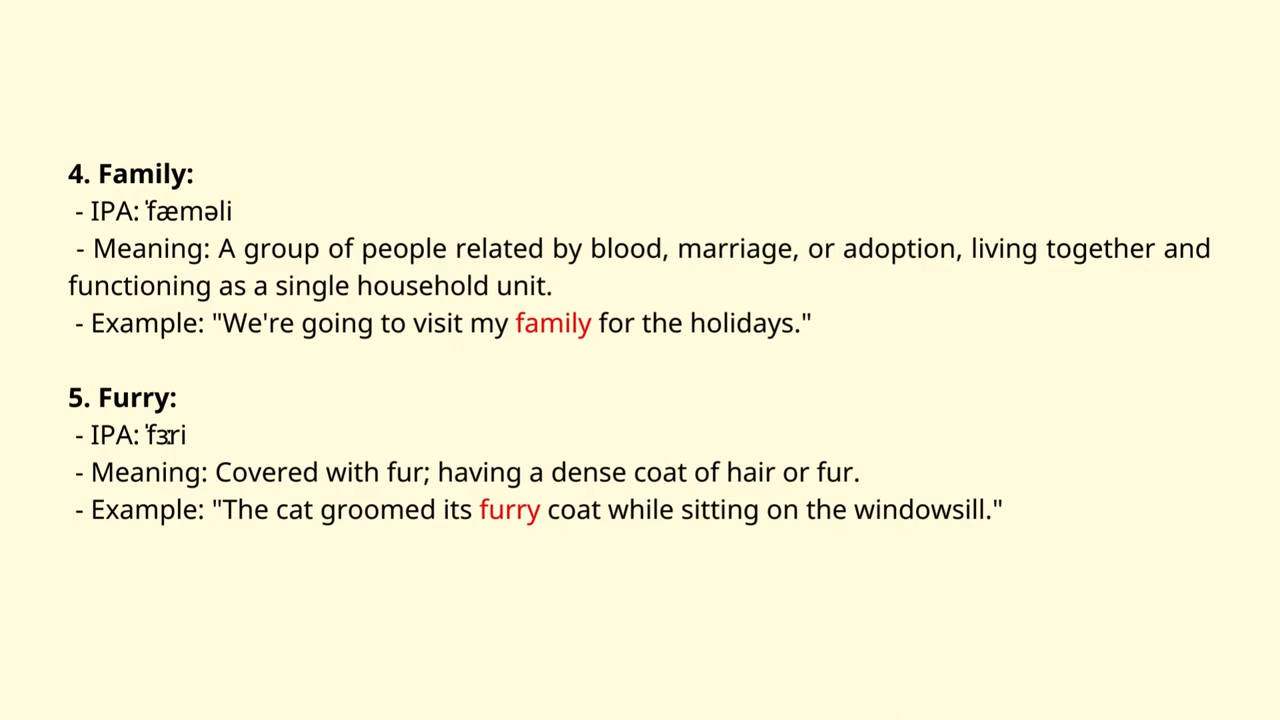 4. Family:
- IPA: ˈfæməli
- Meaning: A group of people related by blood, marriage, or adoption, living together and
functioning as a single household unit.
- Example: "We're going to visit my family for the holidays."
5. Furry:
- IPA: ˈfɜːri
- Meaning: Covered with fur; having a dense coat of hair or fur.
- Example: "The cat groomed its furry coat while sitting on the windowsill."